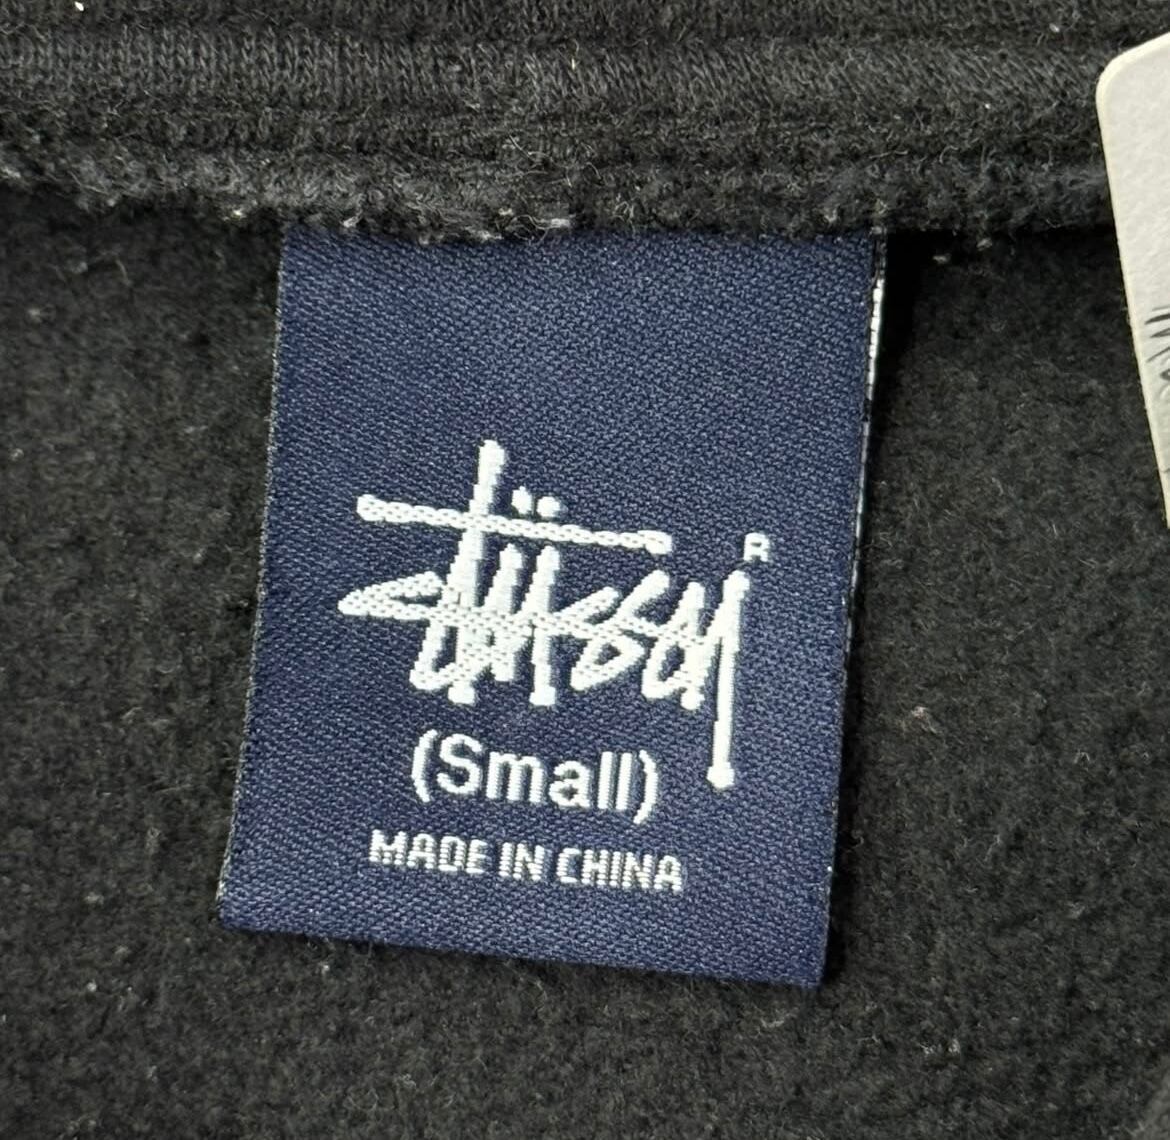 Stüssy R
(Small)
MADE IN CHINA